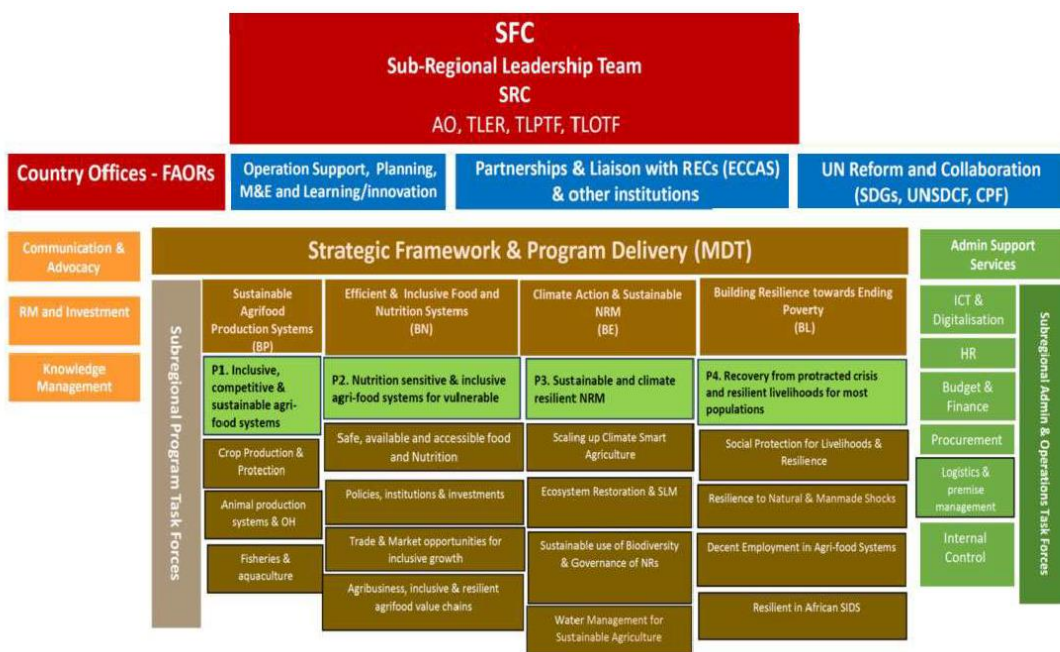 SFC
Sub-Regional Leadership Team
SRC
AO, TLER, TLPTF, TLOTF
Country Offices - FAORs
Operation Support, Planning,
M&E and Learning/innovation
Partnerships & Liaison with RECs (ECCAS)
& other institutions
UN Reform and Collaboration
(SDGs, UNSDCF, CPF)
Communication &
Advocacy
RM and Investment
Knowledge
Management
Strategic Framework & Program Delivery (MDT)
Subregional Program Task Forces
Sustainable
Agrifood
Production Systems
(BP)
P1. Inclusive,
competitive &
sustainable agri-
food systems
Crop Production &
Protection
Animal production
systems & OH
Fisheries &
aquaculture
Efficient & Inclusive Food and
Nutrition Systems
(BN)
P2. Nutrition sensitive & inclusive
agri-food systems for vulnerable
Safe, available and accessible food
and Nutrition
Policies, institutions & investments
Trade & Market opportunities for
inclusive growth
Agribusiness, inclusive & resilient
agrifood value chains
Climate Action & Sustainable
NRM
(BE)
P3. Sustainable and climate
resilient NRM
Scaling up Climate Smart
Agriculture
Ecosystem Restoration & SLM
Sustainable use of Biodiversity
& Governance of NRs
Water Management for
Sustainable Agriculture
Building Resilience towards Ending
Poverty
(BL)
P4. Recovery from protracted crisis
and resilient livelihoods for most
populations
Social Protection for Livelihoods &
Resilience
Resilience to Natural & Manmade Shocks
Decent Employment in Agri-food Systems
Resilient in African SIDS
Admin Support
Services
ICT &
Digitalisation
HR
Budget &
Finance
Procurement
Logistics &
premise
management
Internal
Control
Subregional Admin & Operations Task Forces